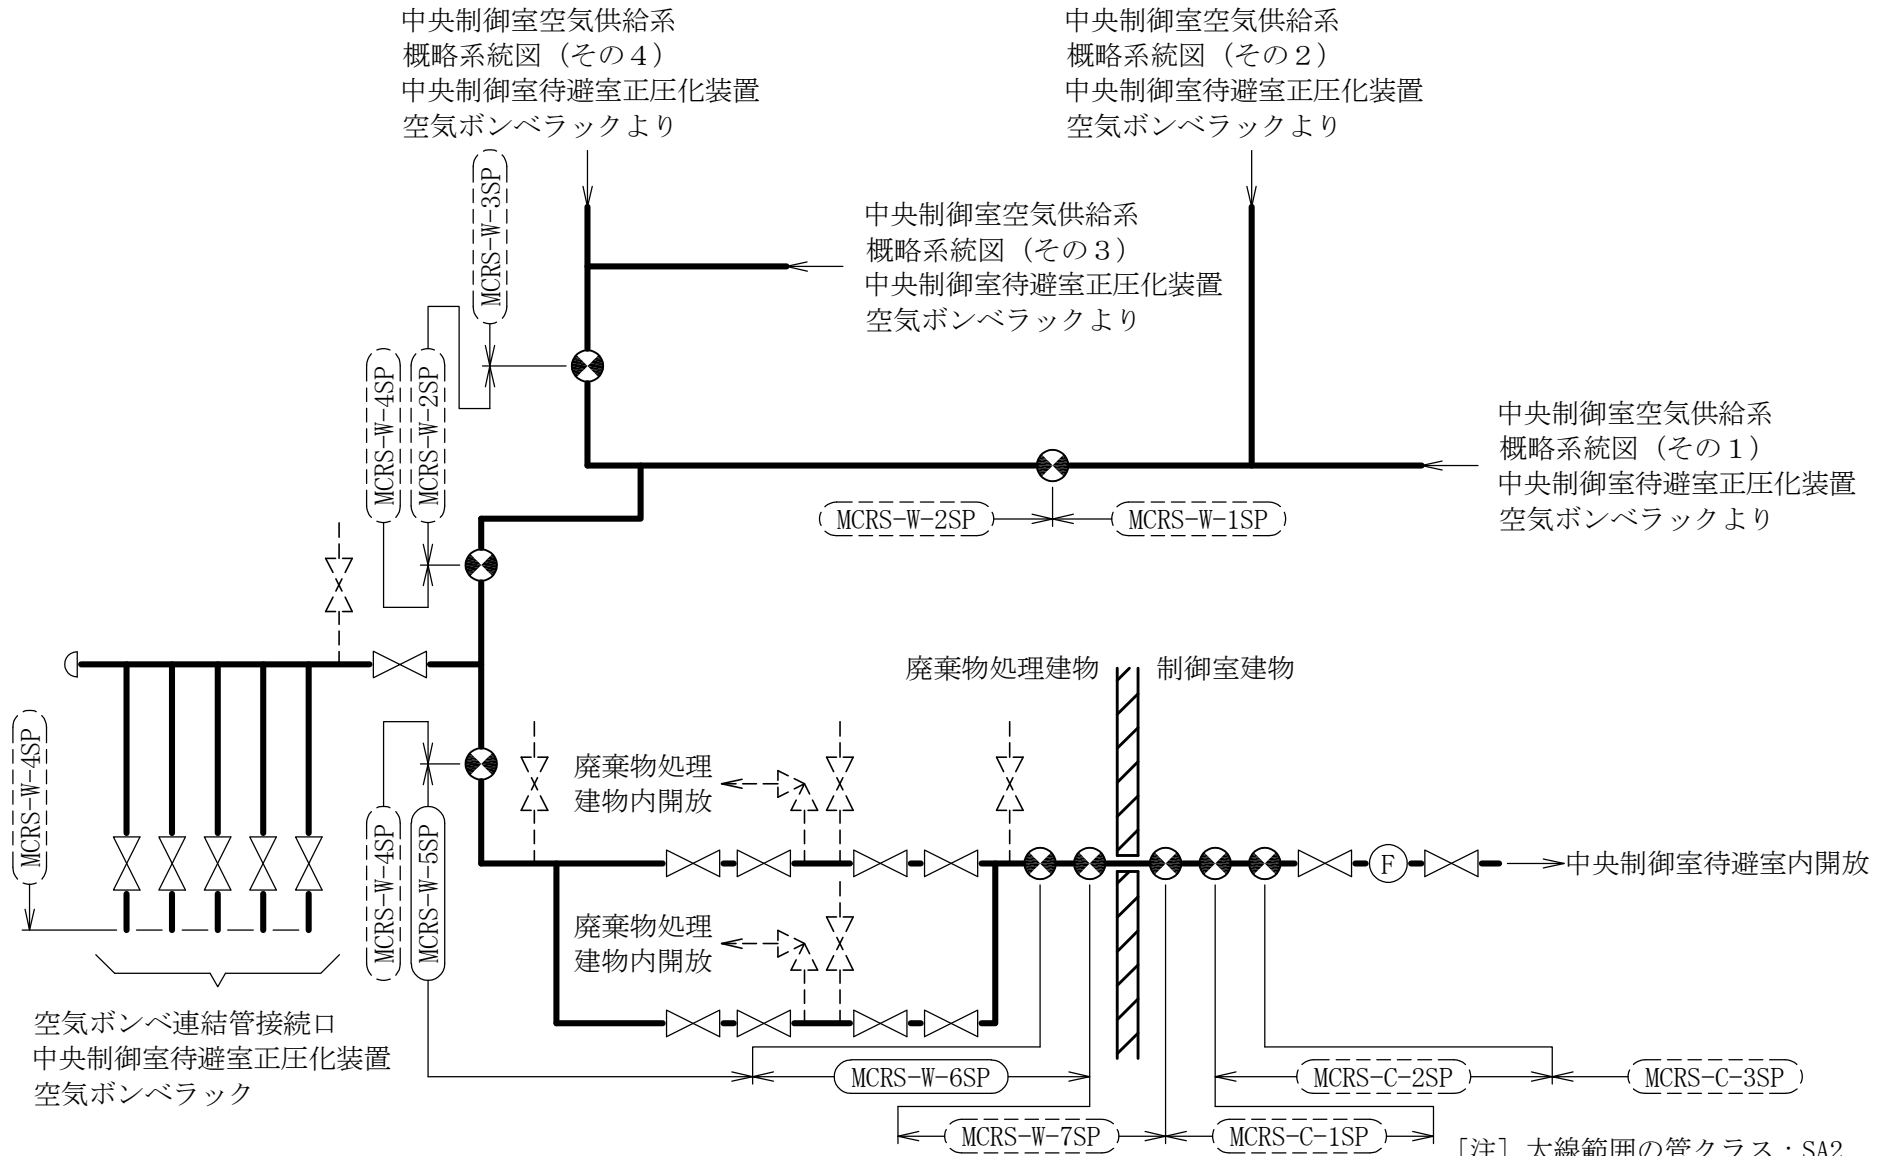 中央制御室空気供給系
概略系統図（その４）
中央制御室待避室正圧化装置
空気ボンベラックより
中央制御室空気供給系
概略系統図（その２）
中央制御室待避室正圧化装置
空気ボンベラックより
MCRS-W-3SP
中央制御室空気供給系
概略系統図（その３）
中央制御室待避室正圧化装置
空気ボンベラックより
MCRS-W-4SP
MCRS-W-2SP
中央制御室空気供給系
概略系統図（その１）
中央制御室待避室正圧化装置
空気ボンベラックより
MCRS-W-2SP
MCRS-W-1SP
廃棄物処理建物
制御室建物
MCRS-W-4SP
廃棄物処理
建物内開放
MCRS-W-4SP
MCRS-W-5SP
F
中央制御室待避室内開放
廃棄物処理
建物内開放
空気ボンベ連結管接続口
中央制御室待避室正圧化装置
空気ボンベラック
MCRS-W-6SP
MCRS-C-2SP
MCRS-C-3SP
MCRS-W-7SP
MCRS-C-1SP
［注］太線範囲の管クラス：SA2